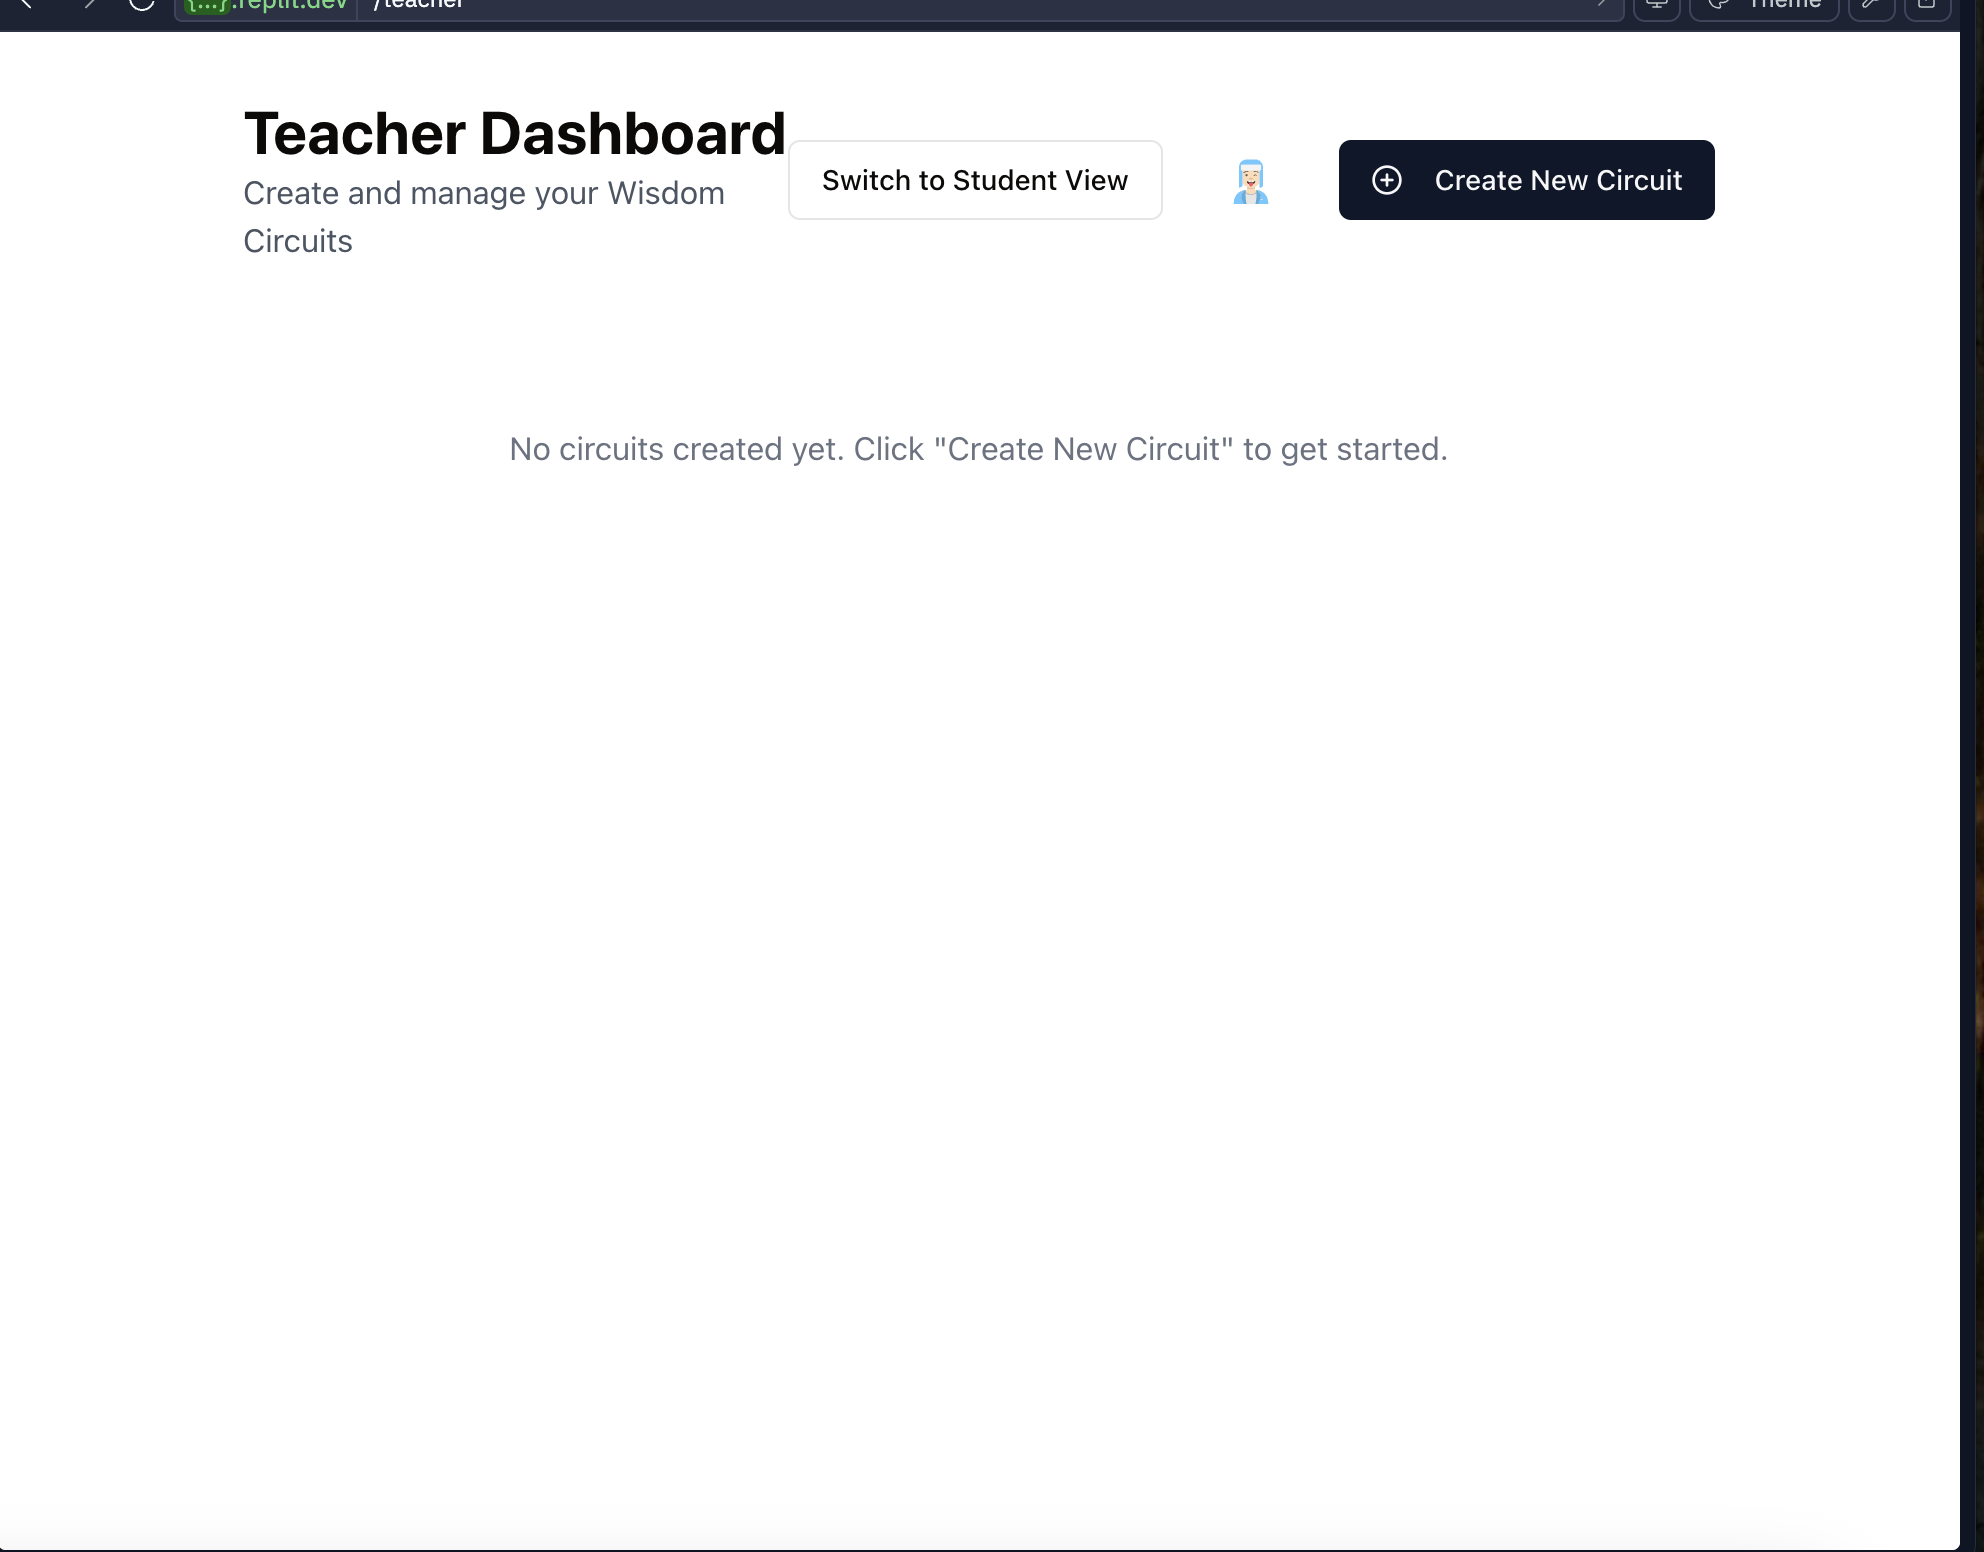 {...}.replit.dev /teacher
Theme
Teacher Dashboard
Create and manage your Wisdom
Circuits
Switch to Student View
Create New Circuit
No circuits created yet. Click "Create New Circuit" to get started.